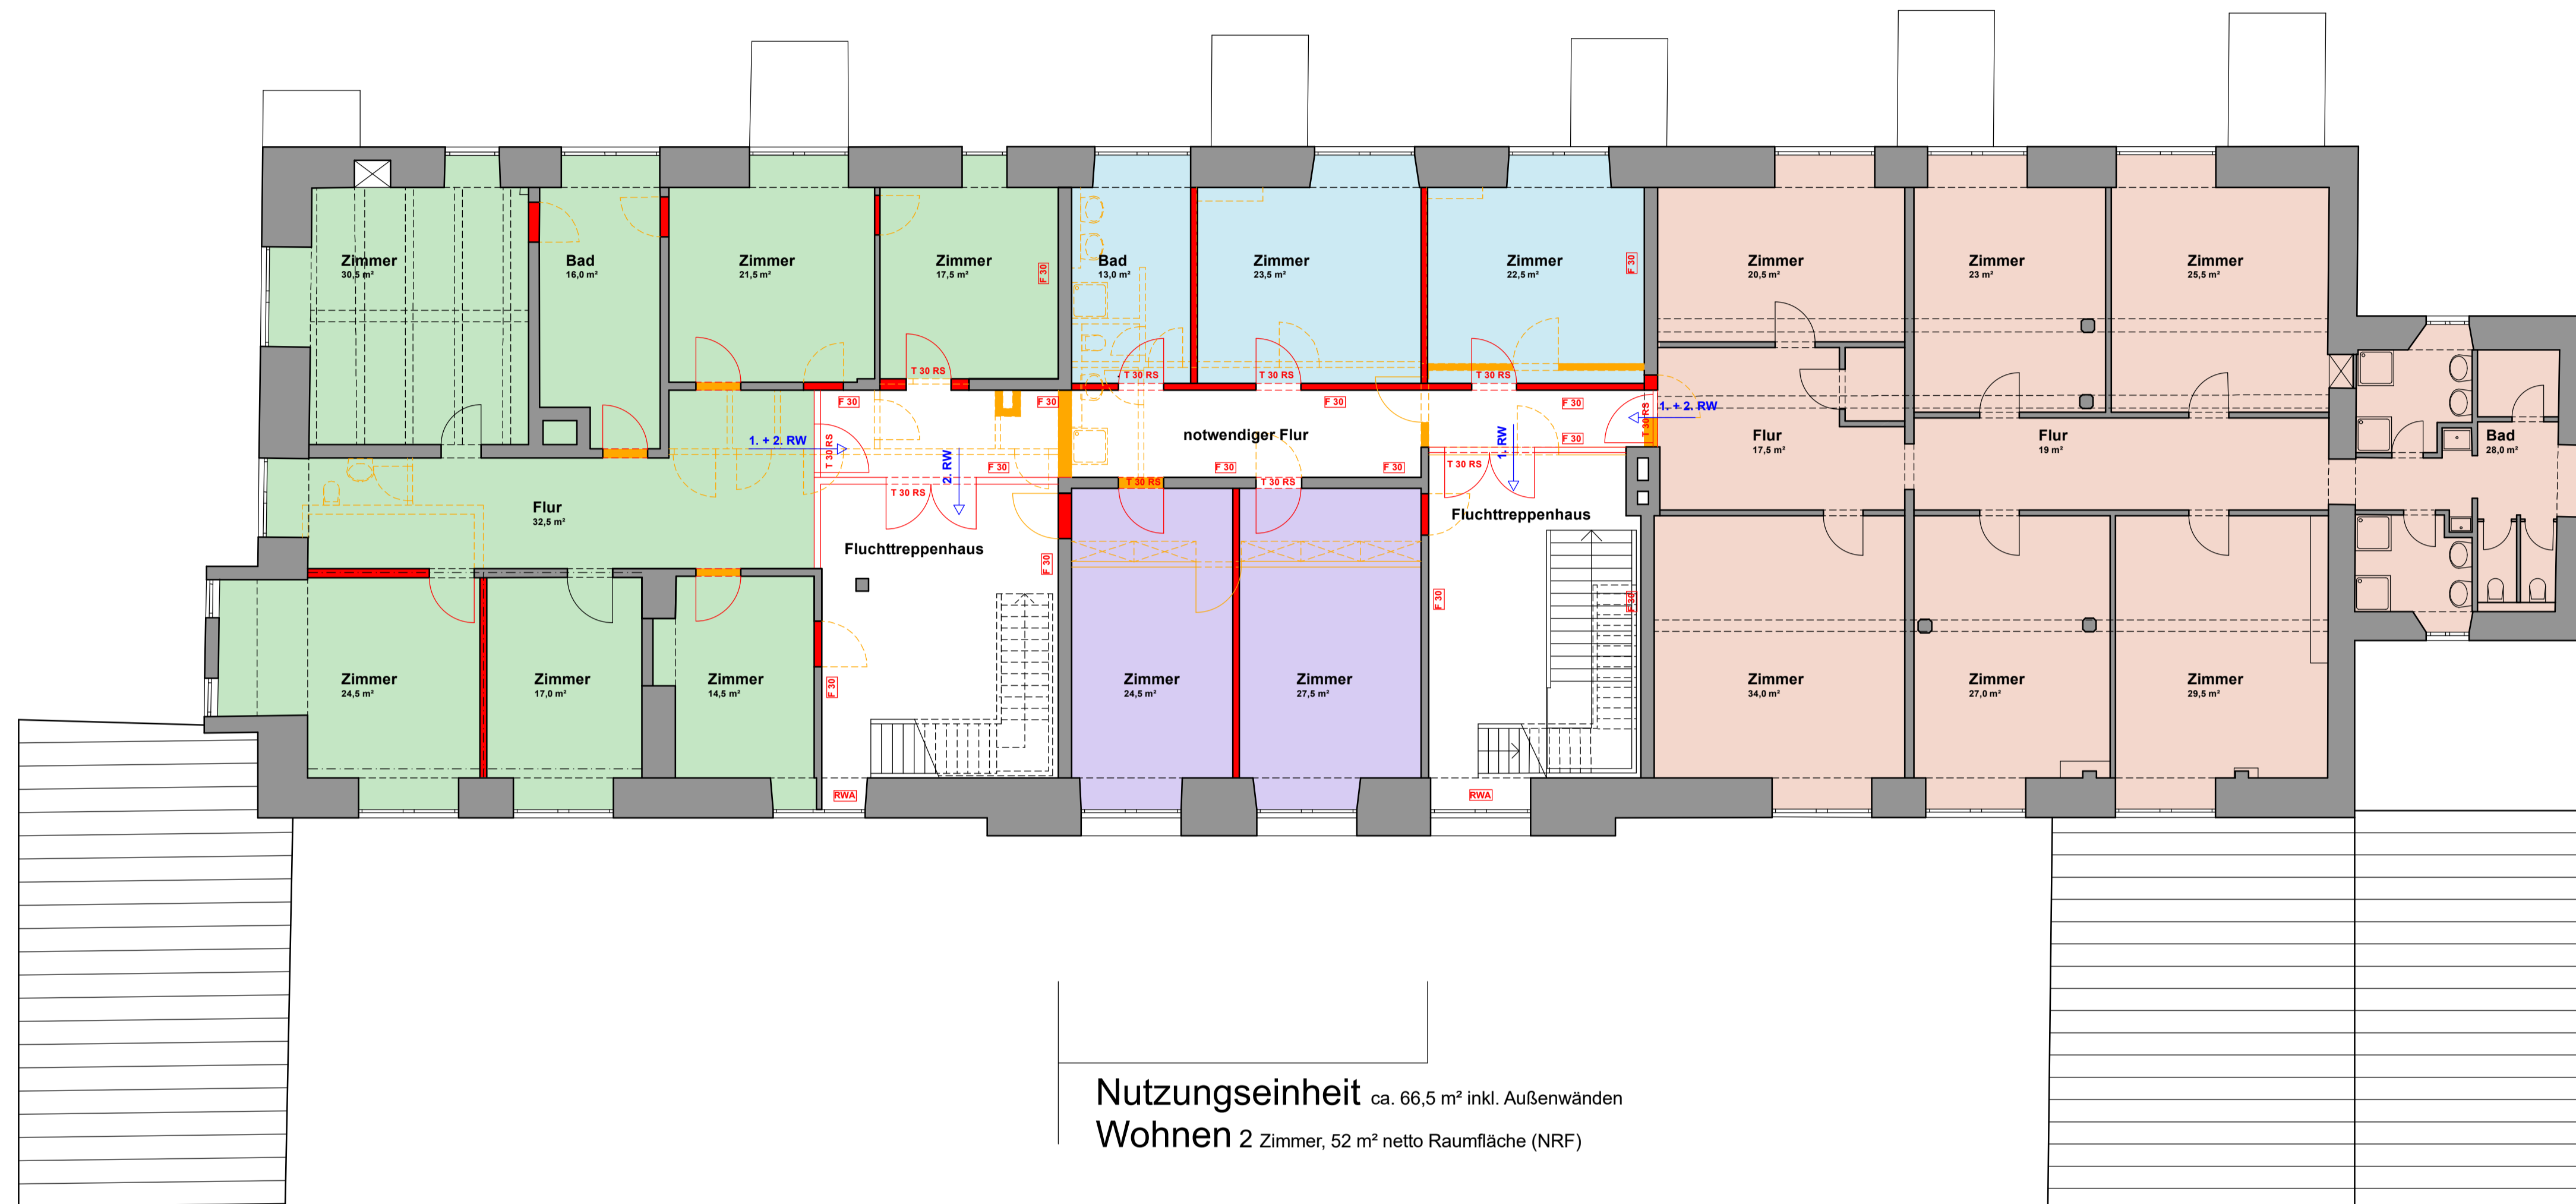 Zimmer
30,5 m²
Bad
16,0 m²
Zimmer
21,5 m²
Zimmer
17,5 m²
F 30
Bad
13,0 m²
Zimmer
23,5 m²
Zimmer
22,5 m²
F 30
Zimmer
20,5 m²
Zimmer
23 m²
Zimmer
25,5 m²
T 30 RS
T 30 RS
T 30 RS
T 30 RS
F 30
F 30
F 30
F 30
T 30 RS
1. + 2. RW
1. + 2. RW
T 30 RS
2. RW
F 30
notwendiger Flur
F 30
F 30
F 30
T 30 RS
1. RW
Flur
17,5 m²
Flur
19 m²
Bad
28,0 m²
T 30 RS
T 30 RS
T 30 RS
Flur
32,5 m²
Fluchttreppenhaus
Fluchttreppenhaus
F 30
F 30
F 30
Zimmer
24,5 m²
Zimmer
17,0 m²
Zimmer
14,5 m²
F 30
Zimmer
24,5 m²
Zimmer
27,5 m²
Zimmer
34,0 m²
Zimmer
27,0 m²
Zimmer
29,5 m²
RWA
RWA
Nutzungseinheit ca. 66,5 m² inkl. Außenwänden
Wohnen 2 Zimmer, 52 m² netto Raumfläche (NRF)